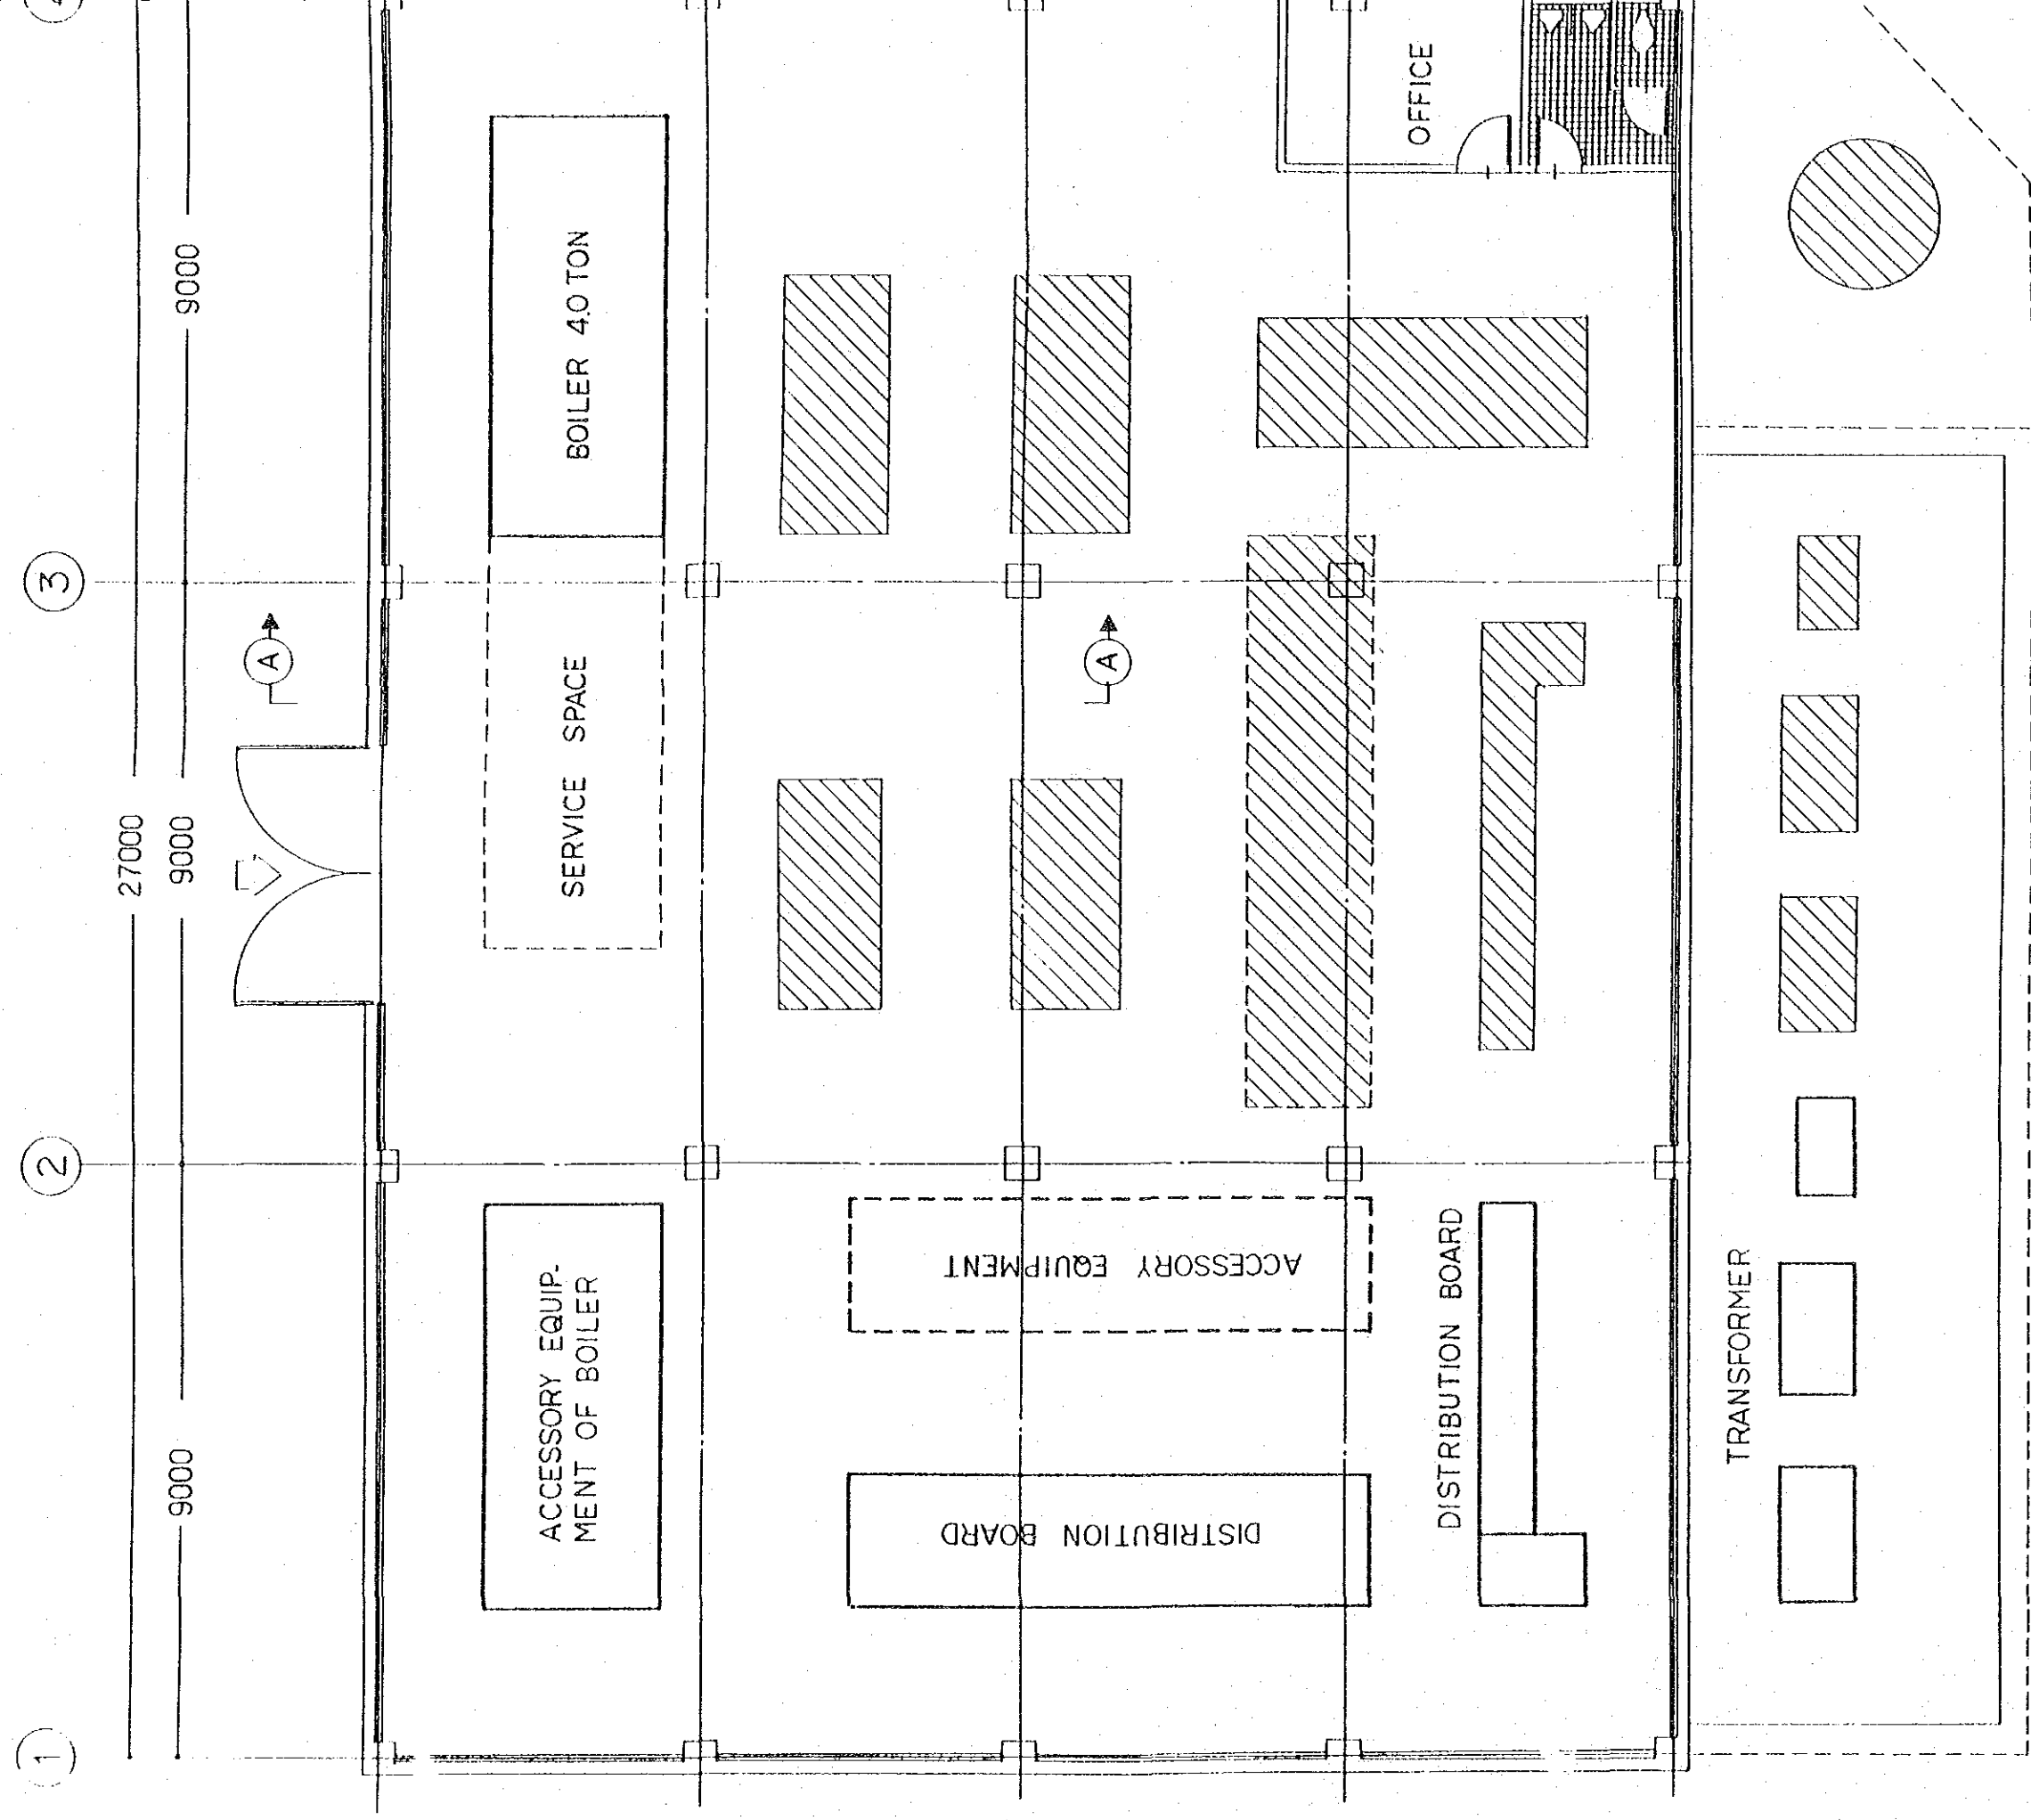 27000
9000
9000
9000
1
2
3
A
A
BOILER 4.0 TON
SERVICE SPACE
ACCESSORY EQUIP-
MENT OF BOILER
ACCESSORY EQUIPMENT
DISTRIBUTION BOARD
DISTRIBUTION BOARD
TRANSFORMER
OFFICE